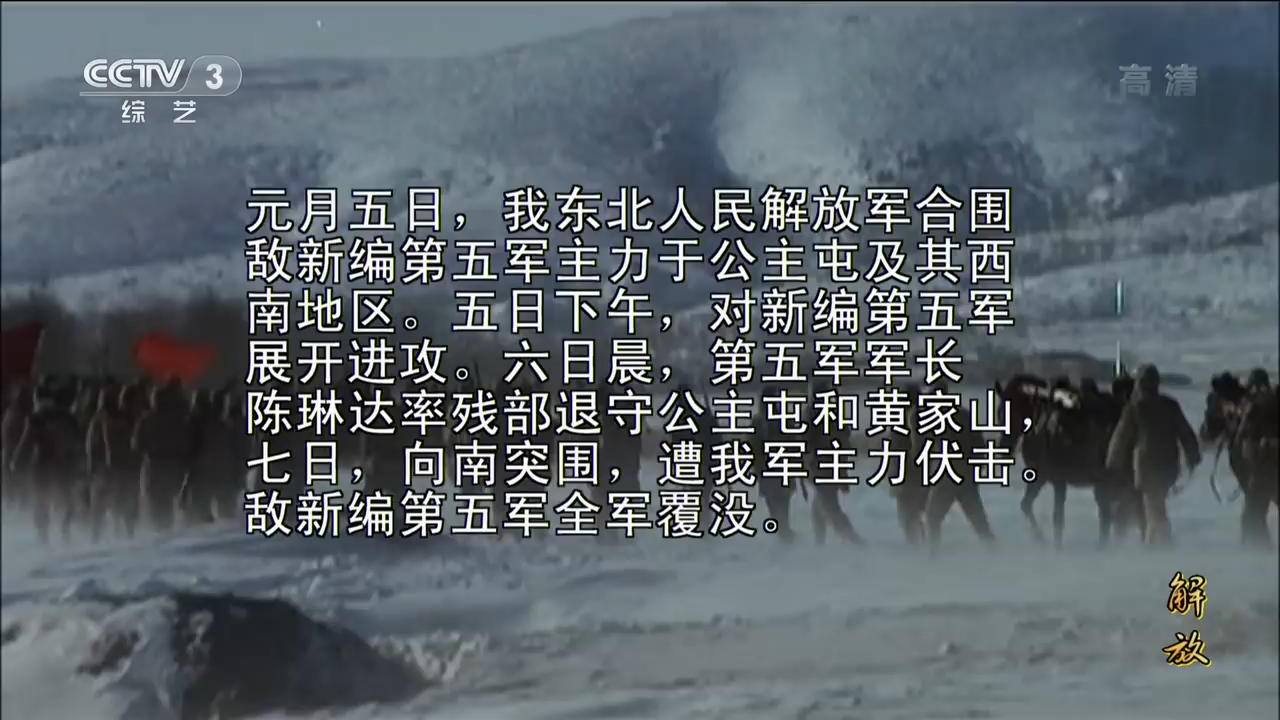 CCTV 3
综艺
高清
元月五日，我东北人民解放军合围
敌新编第五军主力于公主屯及其西
南地区。五日下午，对新编第五军
展开进攻。六日晨，第五军军长
陈琳达率残部退守公主屯和黄家山，
七日，向南突围，遭我军主力伏击。
敌新编第五军全军覆没。
解放